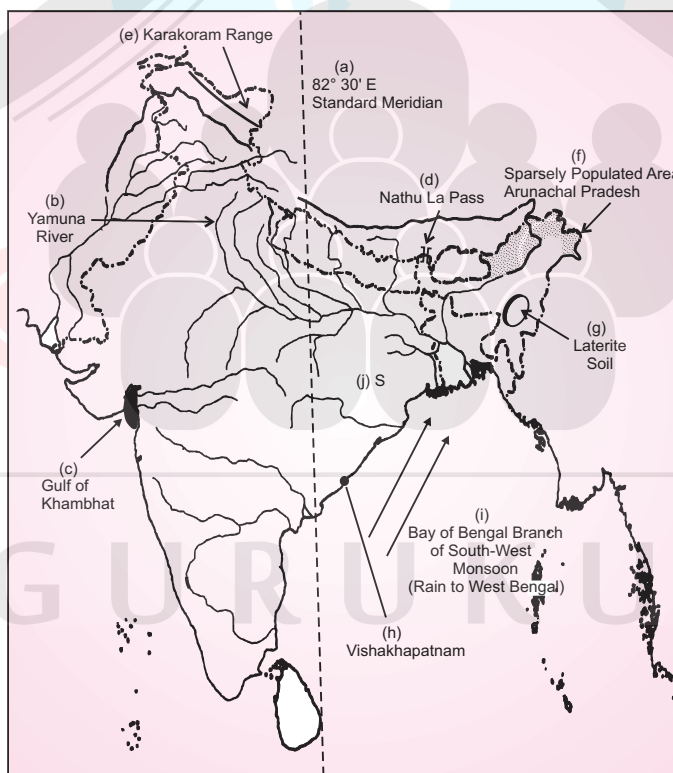 (e) Karakoram Range
(a)
82° 30' E
Standard Meridian
(f)
Sparsely Populated Area
Arunachal Pradesh
(d)
Nathu La Pass
(b)
Yamuna
River
(g)
Laterite
Soil
(j) S
(c)
Gulf of
Khambhat
(i)
Bay of Bengal Branch
of South-West
Monsoon
(Rain to West Bengal)
GURUKU
(h)
Vishakhapatnam